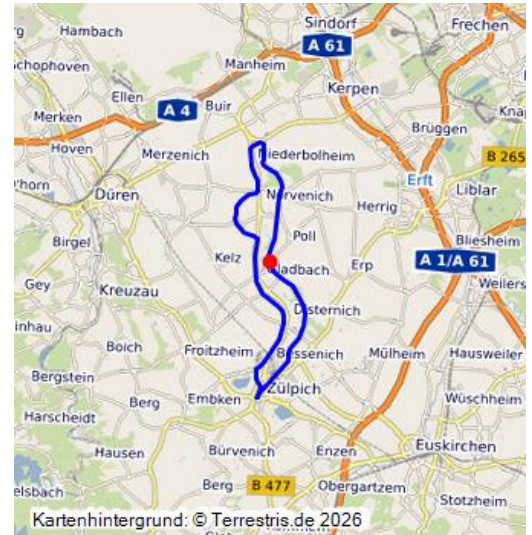 Hambach
Sindorf
Frechen
A 61
Schophoven
Manheim
Ellen
A 4
Buir
Kerpen
Merken
Hoven
Merzenich
Niederbolheim
Brüggen
B 265
D'horn
Düren
Nörvenich
Herrig
Erft
Liblar
Birgel
Poll
Bliesheim
Kelz
Gladbach
Erp
A 1/A 61
Gey
Kreuzau
Weilers
inhau
Disternich
Boich
Froitzheim
Bessenich
Mülheim
Hausweiler
Bergstein
Zülpich
Berg
Embken
Wüschheim
Harscheidt
Hausen
Euskirchen
Bürvenich
Enzen
elsbach
Berg
B 477
Obergartzem
Stotzheim
Kartenhintergrund: © Terrestris.de 2026